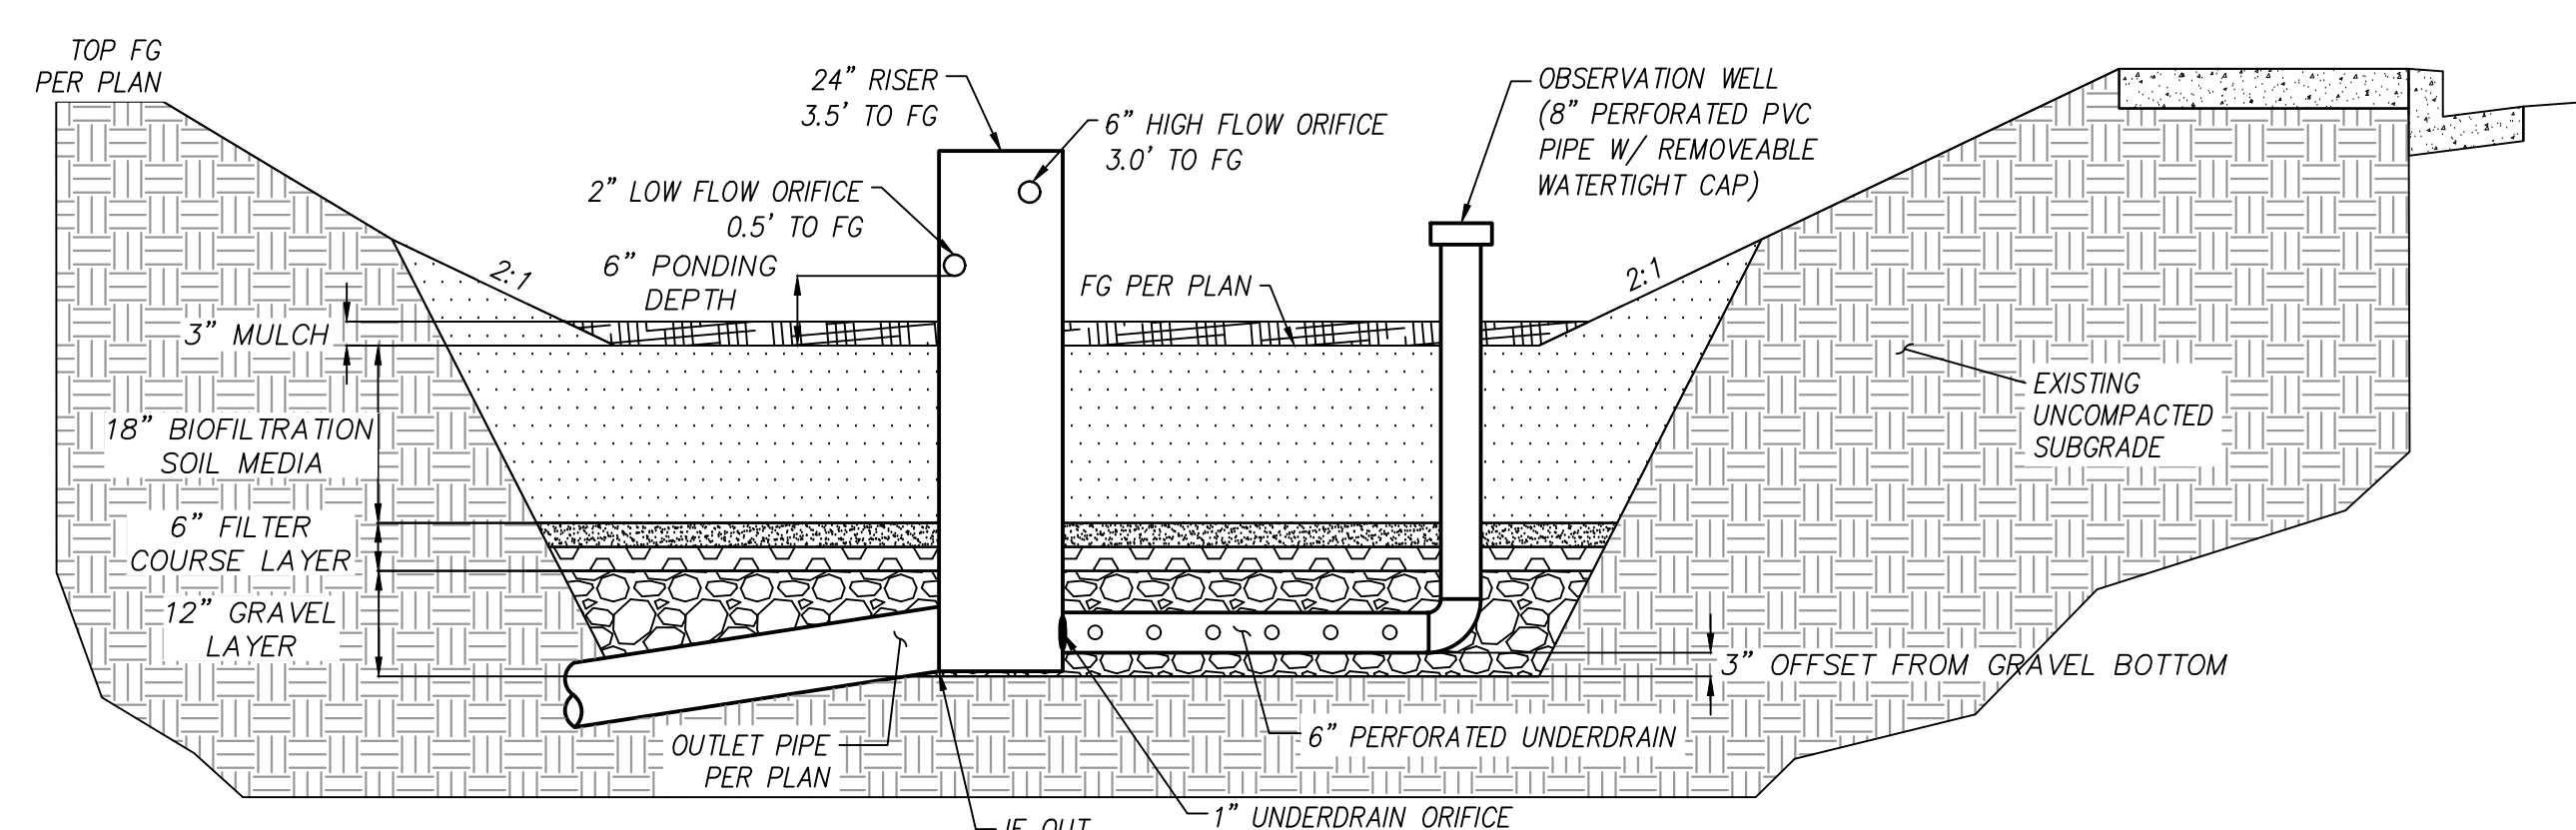 TOP FG
PER PLAN
24” RISER
3.5’ TO FG
6” HIGH FLOW ORIFICE
3.0’ TO FG
OBSERVATION WELL
(8” PERFORATED PVC
PIPE W/ REMOVEABLE
WATERTIGHT CAP)
2” LOW FLOW ORIFICE
0.5’ TO FG
6” PONDING
DEPTH
FG PER PLAN
2:1
2:1
3” MULCH
18” BIOFILTRATION
SOIL MEDIA
EXISTING
UNCOMPACTED
SUBGRADE
6” FILTER
COURSE LAYER
12” GRAVEL
LAYER
3” OFFSET FROM GRAVEL BOTTOM
OUTLET PIPE
PER PLAN
6” PERFORATED UNDERDRAIN
1” UNDERDRAIN ORIFICE
OUT